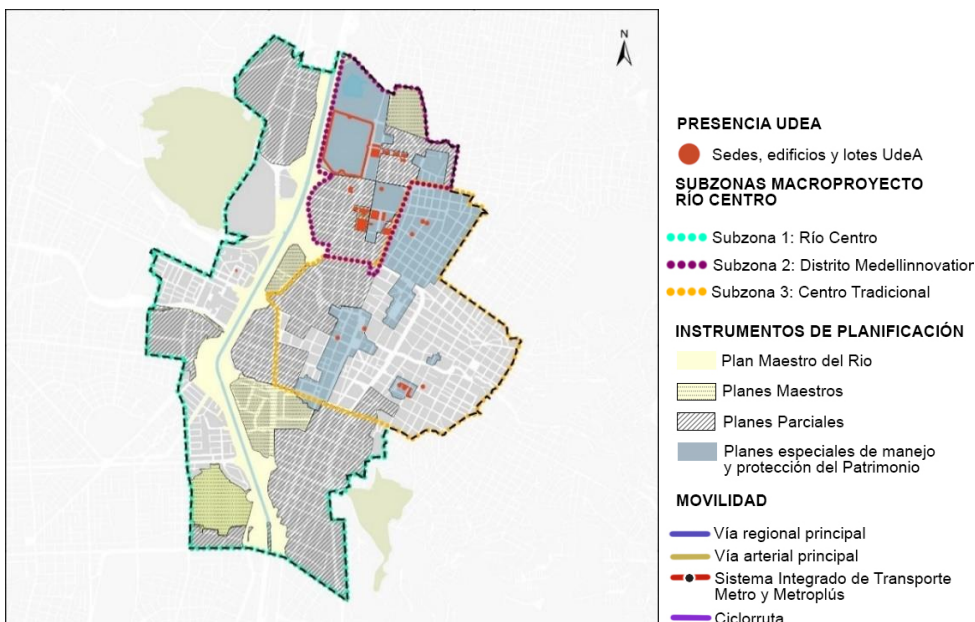 N
PRESENCIA UDEA
Sedes, edificios y lotes UdeA
SUBZONAS MACROPROYECTO
RÍO CENTRO
Subzona 1: Río Centro
Subzona 2: Distrito Medellinnovation
Subzona 3: Centro Tradicional
INSTRUMENTOS DE PLANIFICACIÓN
Plan Maestro del Rio
Planes Maestros
Planes Parciales
Planes especiales de manejo
y protección del Patrimonio
MOVILIDAD
Vía regional principal
Vía arterial principal
Sistema Integrado de Transporte
Metro y Metroplús
Ciclorruta